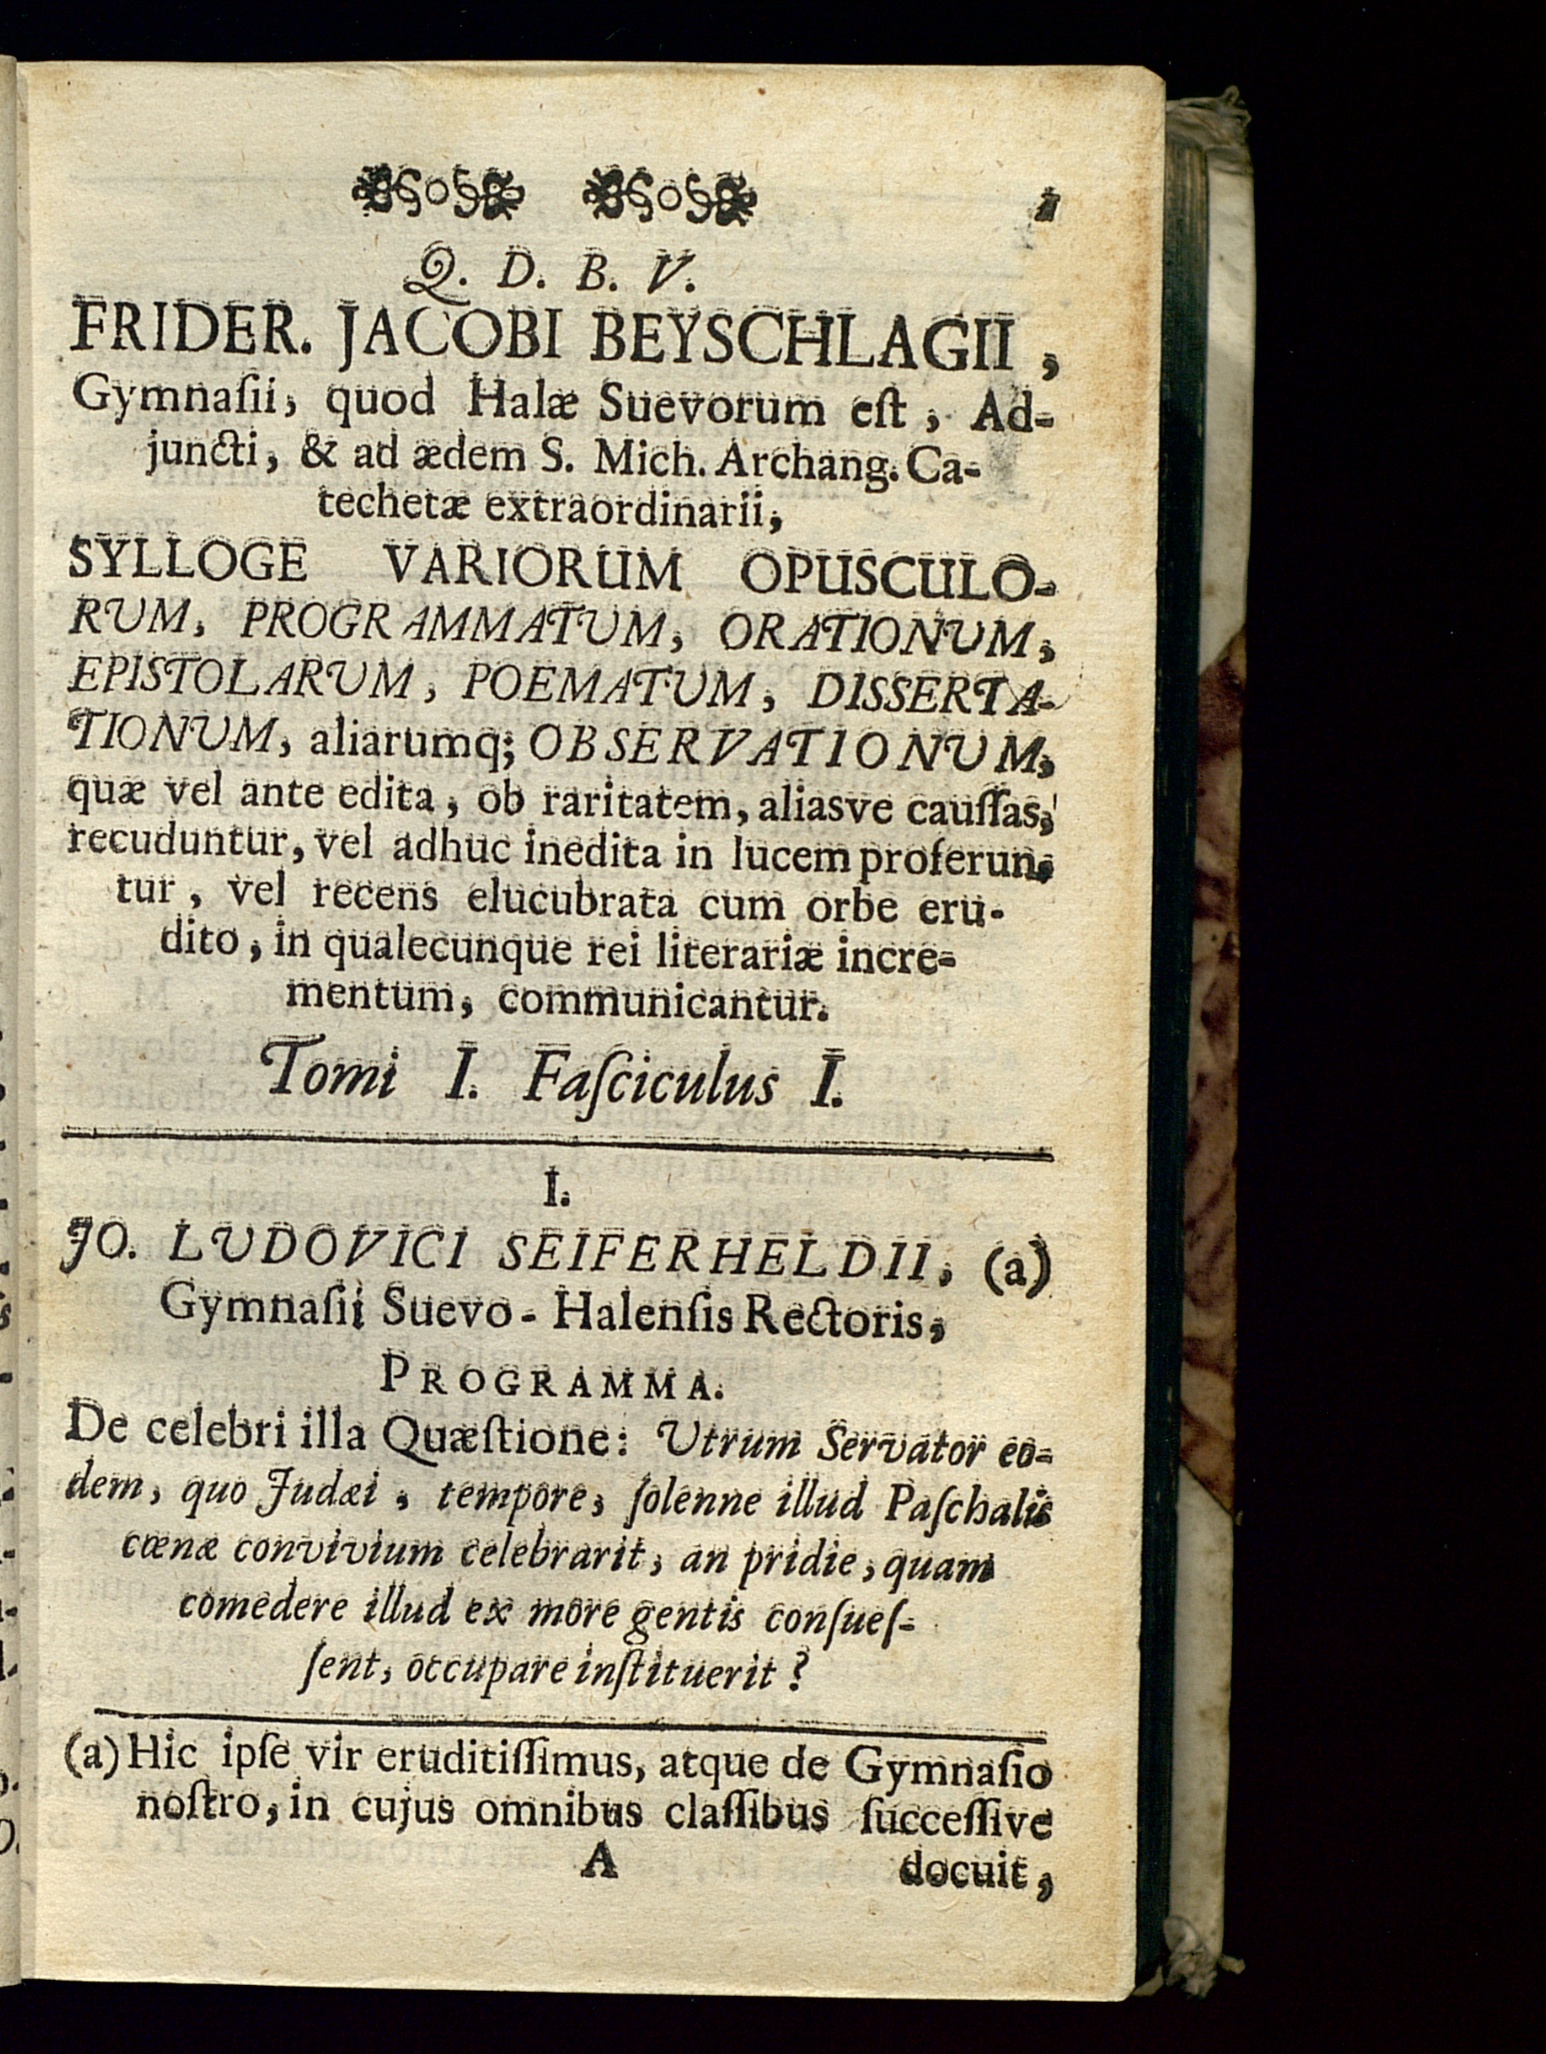 1
Q. D. B. V.
FRIDER. JACOBI BEYSCHLAGII,
Gymnaſii, quod Halæ Suevorum eſt, Ad-
juncti, & ad ædem S. Mich. Archang. Ca-
techetæ extraordinarii,
SYLLOGE VARIORUM OPUSCULO-
RUM, PROGRAMMATUM, ORATIONUM,
EPISTOLARUM, POEMATUM, DISSERTA-
TIONUM, aliarumq; OBSERVATIONUM,
quæ vel ante edita, ob raritatem, aliasve cauſſas,
recuduntur, vel adhuc inedita in lucem proferun-
tur, vel recens elucubrata cum orbe eru-
dito, in qualecunque rei literariæ incre-
mentum, communicantur.
Tomi I. Faſciculus I.
I.
JO. LUDOVICI SEIFERHELDII, (a)
Gymnaſii Suevo-Halenſis Rectoris,
PROGRAMMA.
De celebri illa Quæſtione: Utrum Servator eo-
dem, quo Judæi, tempore, ſolenne illud Paſchalis
cœnæ convivium celebrarit, an pridie, quam
comedere illud ex more gentis conſueſ-
ſent, occupare inſtituerit?
(a) Hic ipſe vir eruditiſſimus, atque de Gymnaſio
noſtro, in cujus omnibus claſſibus ſucceſſive
A docuit,